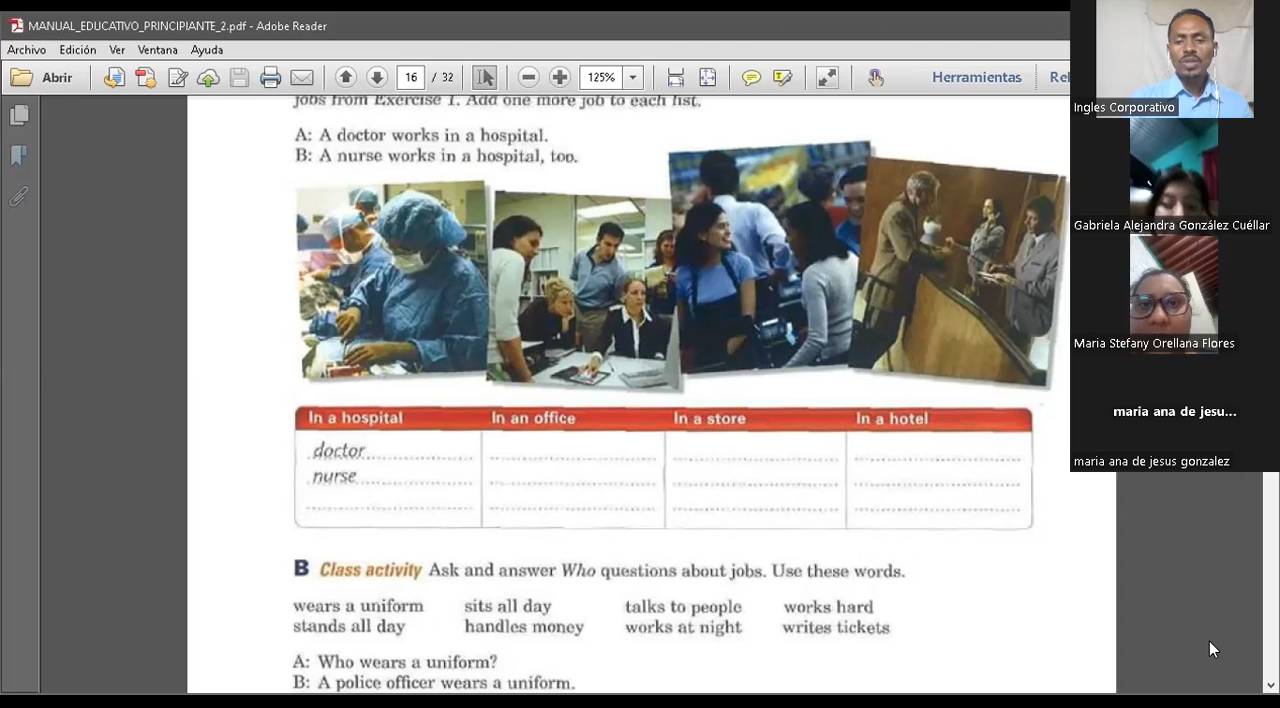 MANUAL_EDUCATIVO_PRINCIPIANTE_2.pdf - Adobe Reader
Archivo Edición Ver Ventana Ayuda
Abrir 16 / 32 125% Herramientas Rel
jobs from Exercise 1. Add one more job to each list.
A: A doctor works in a hospital.
B: A nurse works in a hospital, too.
In a hospital In an office In a store In a hotel
doctor
nurse
B Class activity Ask and answer Who questions about jobs. Use these words.
wears a uniform sits all day talks to people works hard
stands all day handles money works at night writes tickets
A: Who wears a uniform?
B: A police officer wears a uniform.
Ingles Corporativo
Gabriela Alejandra González Cuéllar
Maria Stefany Orellana Flores
maria ana de jesu...
maria ana de jesus gonzalez